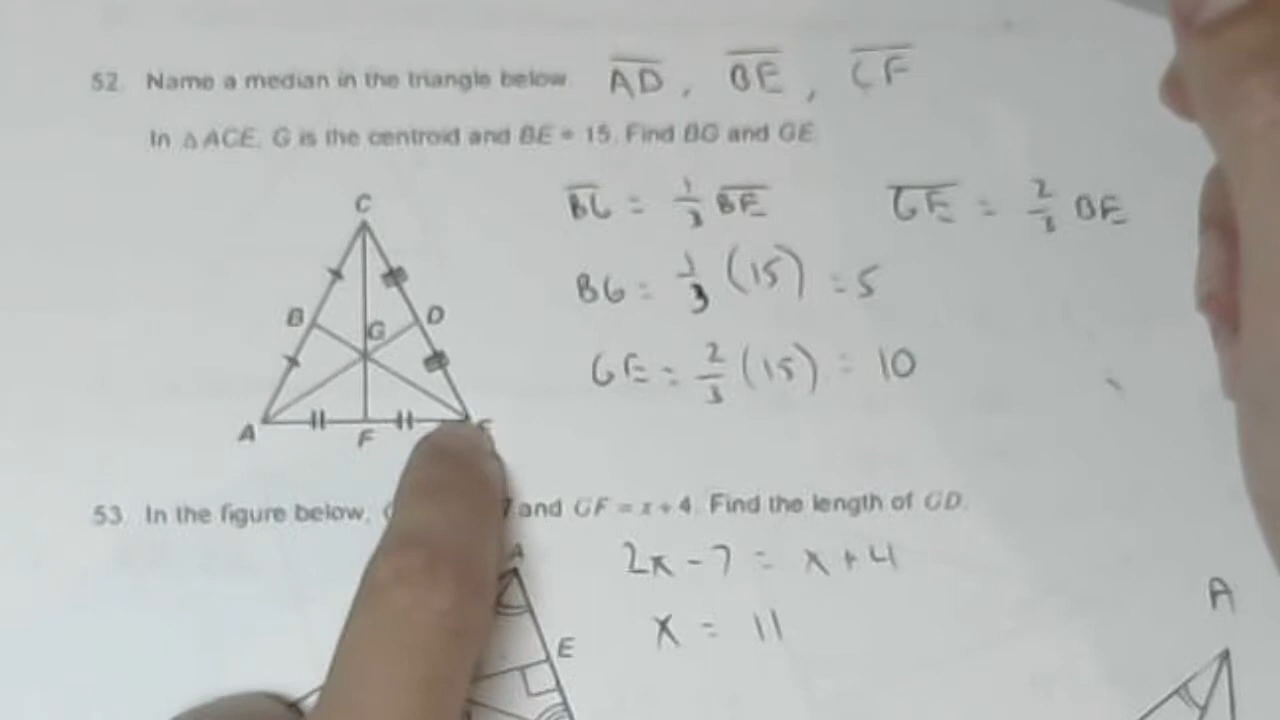 52. Name a median in the triangle below. AD, BE, CF
In △ACE, G is the centroid and BE = 15. Find BG and GE.
C
BG = 1/3 BE GE = 2/3 BE
BG = 1/3 (15) = 5
B G D
GE = 2/3 (15) = 10
A F
53. In the figure below, and GF = x + 4. Find the length of GD.
A 2x - 7 = x + 4
A
x = 11
E